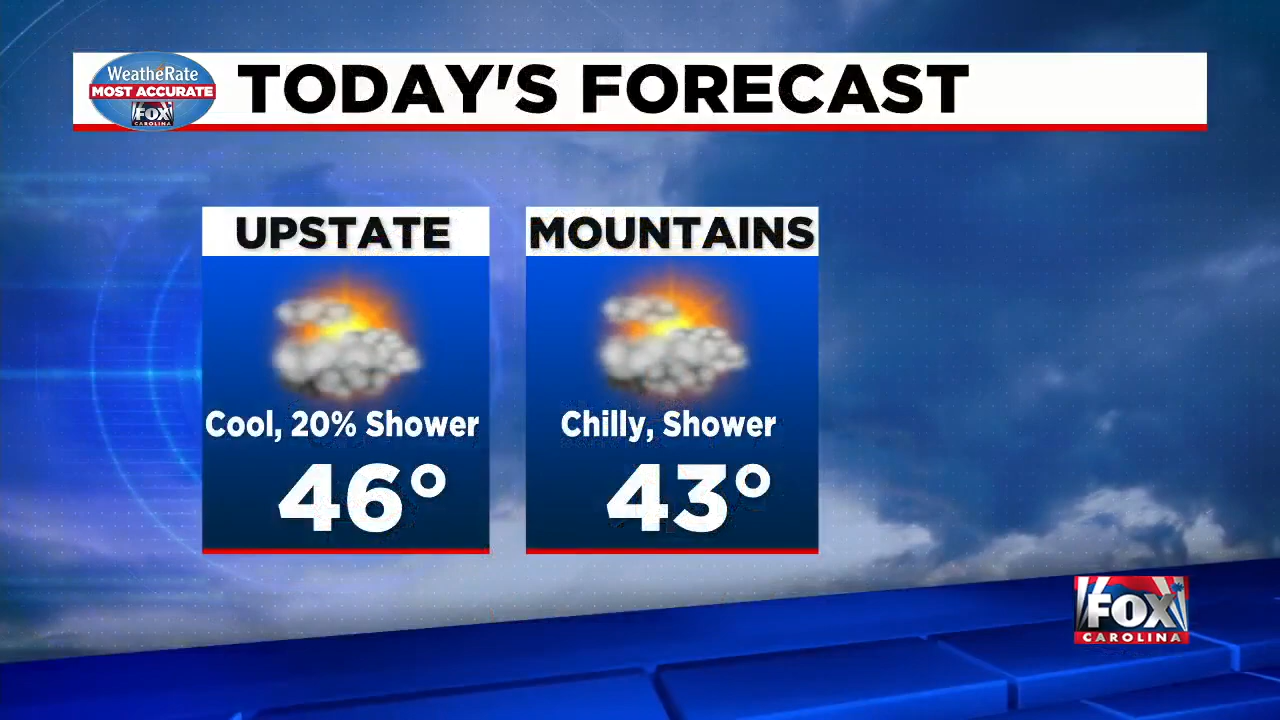 WeatheRate
MOST ACCURATE
FOX
CAROLINA
TODAY'S FORECAST
UPSTATE
Cool, 20% Shower
46°
MOUNTAINS
Chilly, Shower
43°
FOX
CAROLINA